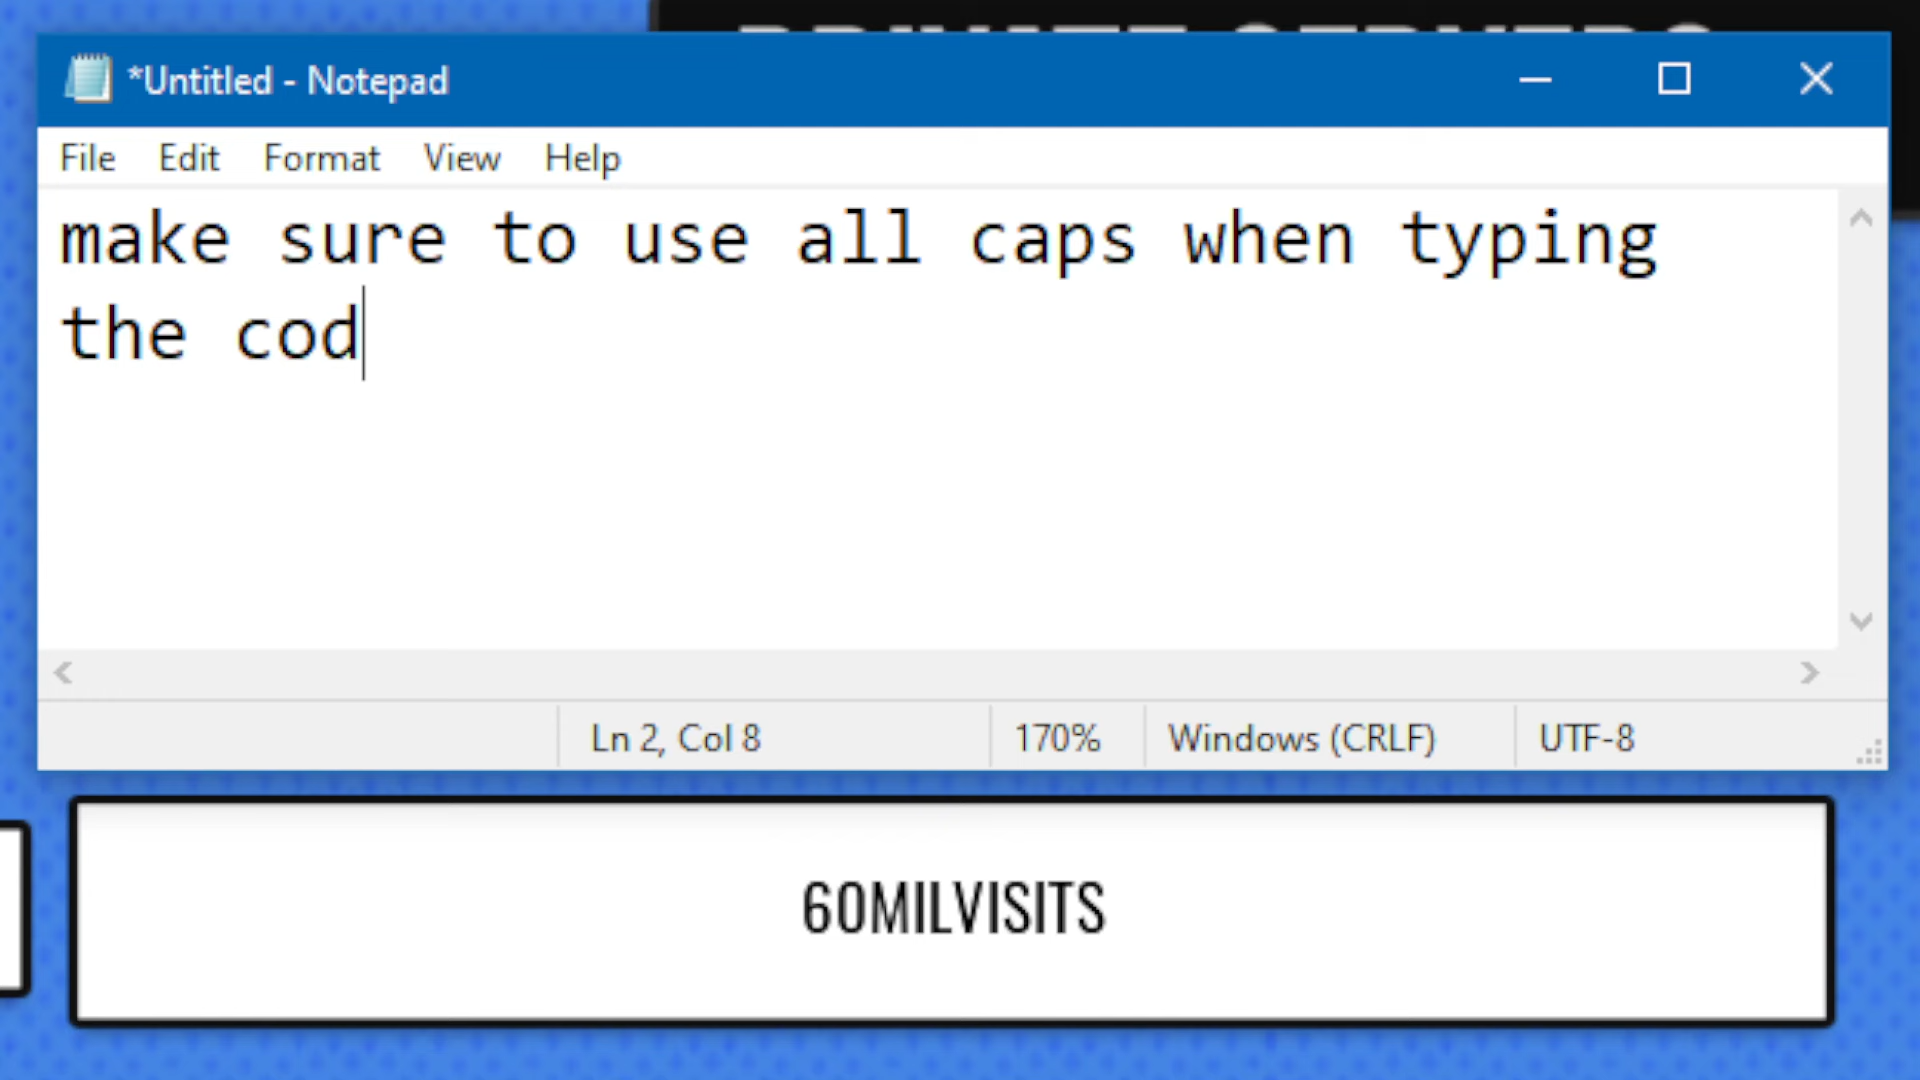 *Untitled - Notepad
File Edit Format View Help
make sure to use all caps when typing
the cod
Ln 2, Col 8 170% Windows (CRLF) UTF-8
60MILVISITS